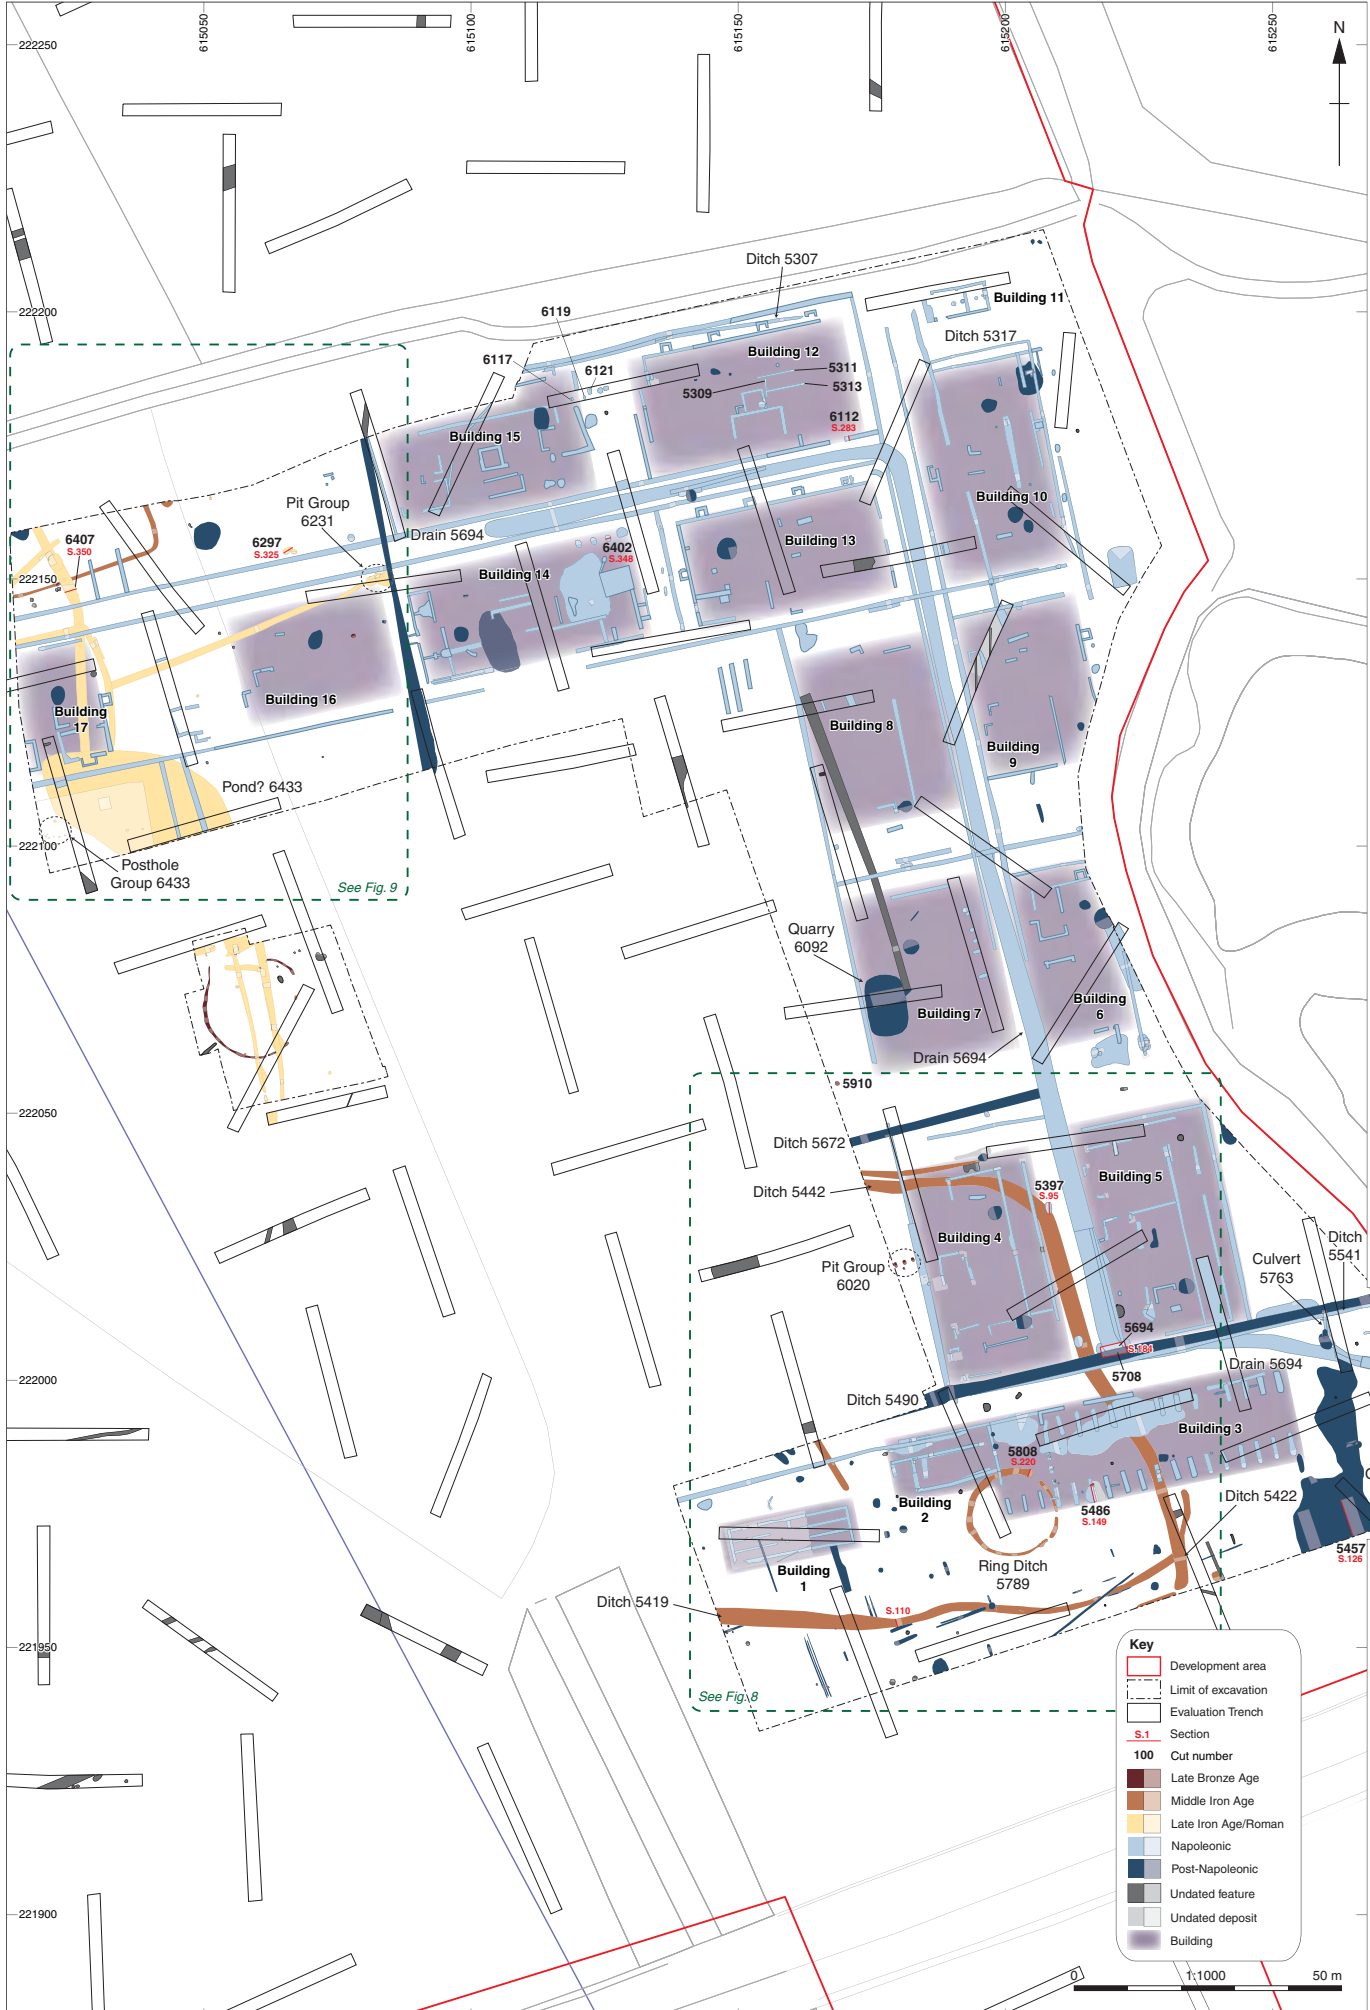 615050
615100
615150
615200
615250
N
222250
222200
222150
222100
222050
222000
221950
221900
Ditch 5307
Building 11
6119
Ditch 5317
6117
Building 12
6121
5311
5309
5313
6112
S.283
Building 15
Pit Group
6231
Building 10
6407
S.350
6297
S.325
Drain 5694
6402
S.348
Building 13
Building 14
Building 16
Building
17
Building 8
Building
9
Pond? 6433
Posthole
Group 6433
See Fig. 9
Quarry
6092
Building 7
Building
6
Drain 5694
5910
Ditch 5672
Ditch 5442
5397
S.95
Building 5
Building 4
Pit Group
6020
Culvert
5763
Ditch
5541
5694
S.184
5708
Drain 5694
Ditch 5490
Building 3
5808
S.220
Building
2
5486
S.149
Ditch 5422
Building
1
Ring Ditch
5789
5457
S.126
Ditch 5419
S.110
See Fig. 8
Key
Development area
Limit of excavation
Evaluation Trench
S.1 Section
100 Cut number
Late Bronze Age
Middle Iron Age
Late Iron Age/Roman
Napoleonic
Post-Napoleonic
Undated feature
Undated deposit
Building
0 1:1000 50 m